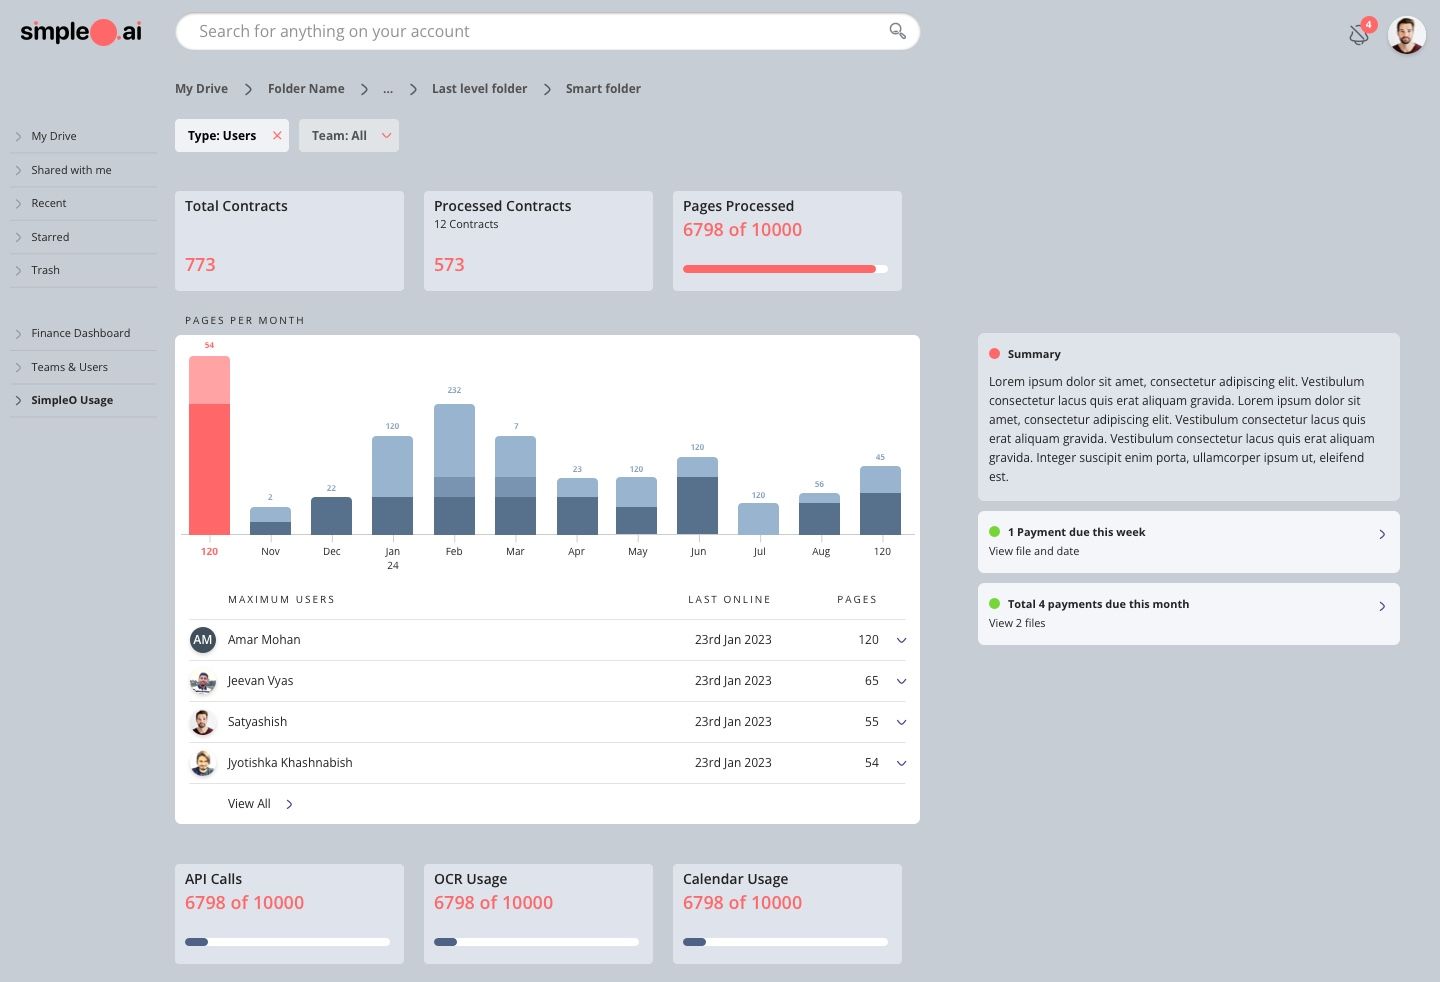 simpleO.ai
Search for anything on your account
4
My Drive Folder Name ... Last level folder Smart folder
Type: Users
Team: All
My Drive
Shared with me
Recent
Starred
Trash
Finance Dashboard
Teams & Users
SimpleO Usage
Total Contracts
773
Processed Contracts
12 Contracts
573
Pages Processed
6798 of 10000
PAGES PER MONTH
54
2
22
120
232
7
23
120
120
120
56
45
120 Nov Dec Jan Feb Mar Apr May Jun Jul Aug 120
24
MAXIMUM USERS LAST ONLINE PAGES
AM Amar Mohan 23rd Jan 2023 120
Jeevan Vyas 23rd Jan 2023 65
Satyashish 23rd Jan 2023 55
Jyotishka Khashnabish 23rd Jan 2023 54
View All
Summary
Lorem ipsum dolor sit amet, consectetur adipiscing elit. Vestibulum
consectetur lacus quis erat aliquam gravida. Lorem ipsum dolor sit
amet, consectetur adipiscing elit. Vestibulum consectetur lacus quis
erat aliquam gravida. Vestibulum consectetur lacus quis erat aliquam
gravida. Integer suscipit enim porta, ullamcorper ipsum ut, eleifend
est.
1 Payment due this week
View file and date
Total 4 payments due this month
View 2 files
API Calls
6798 of 10000
OCR Usage
6798 of 10000
Calendar Usage
6798 of 10000